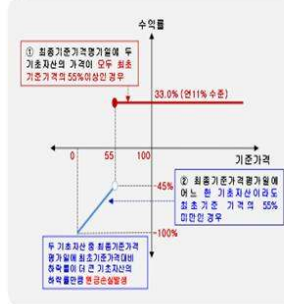 수익률
① 최종기준가격평가일에 두
기초자산의 가격이 모두 최초
기준가격의 55%이상인 경우
33.0% (연11% 수준)
0
55
100
기준가격
② 최종기준가격평가일에
어느 한 기초자산이라도
최초기준 가격의 55%
미만인 경우
-45%
-100%
두 기초자산 중 최종기준가격
평가일에 최초기준가격대비
하락률이 더 큰 기초자산의
하락률만큼 원금손실발생